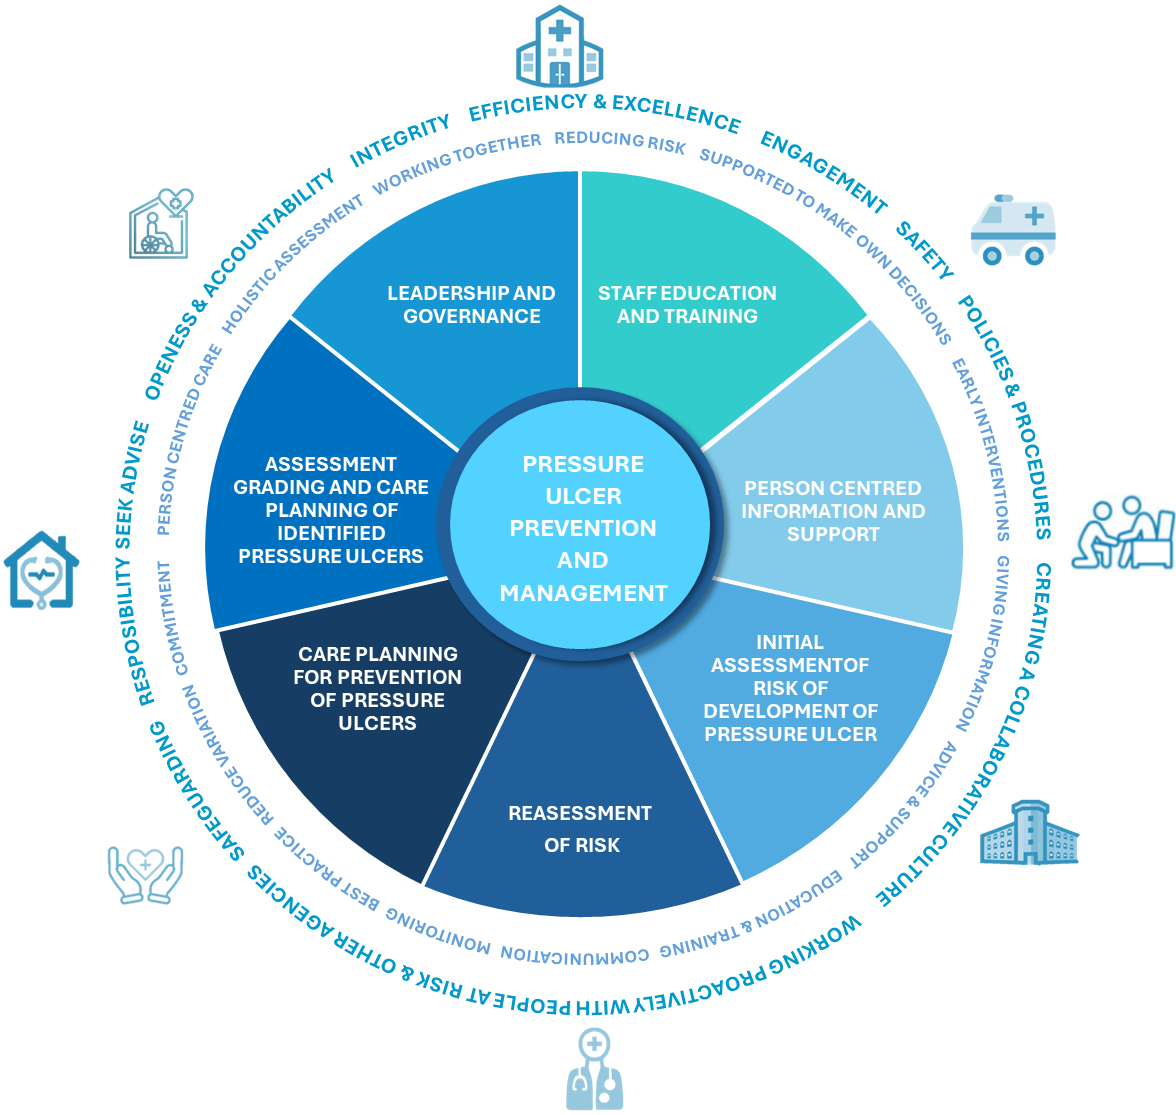 EFFICIENCY & EXCELLENCE
ENGAGEMENT
SAFETY
POLICIES & PROCEDURES
CREATING A COLLABORATIVE CULTURE
WORKING PROACTIVELY WITH PEOPLE AT RISK & OTHER AGENCIES
SAFEGUARDING
RESPOSIBILITY
SEEK ADVISE
OPENESS & ACCOUNTABILITY
INTEGRITY
REDUCING RISK
SUPPORTED TO MAKE OWN DECISIONS
EARLY INTERVENTIONS
GIVING INFORMATION
ADVICE & SUPPORT
EDUCATION & TRAINING
COMMUNICATION
MONITORING
BEST PRACTICE
REDUCE VARIATION
COMMITMENT
PERSON CENTRED CARE
HOLISTIC ASSESSMENT
WORKING TOGETHER
LEADERSHIP AND
GOVERNANCE
STAFF EDUCATION
AND TRAINING
PERSON CENTRED
INFORMATION AND
SUPPORT
INITIAL
ASSESSMENTOF
RISK OF
DEVELOPMENT OF
PRESSURE ULCER
REASESSMENT
OF RISK
CARE PLANNING
FOR PREVENTION
OF PRESSURE
ULCERS
ASSESSMENT
GRADING AND CARE
PLANNING OF
IDENTIFIED
PRESSURE ULCERS
PRESSURE
ULCER
PREVENTION
AND
MANAGEMENT